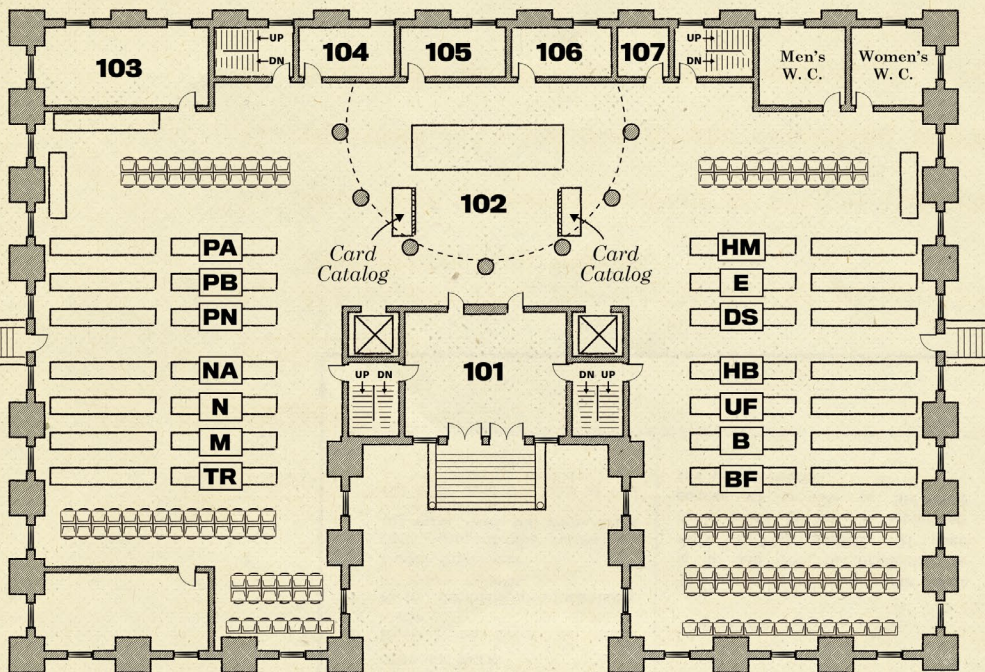 103
UP
DN
104
105
106
107
UP
DN
Men's
W. C.
Women's
W. C.
102
Card
Catalog
Card
Catalog
PA
PB
PN
HM
E
DS
NA
N
M
TR
UP DN
101
DN UP
HB
UF
B
BF